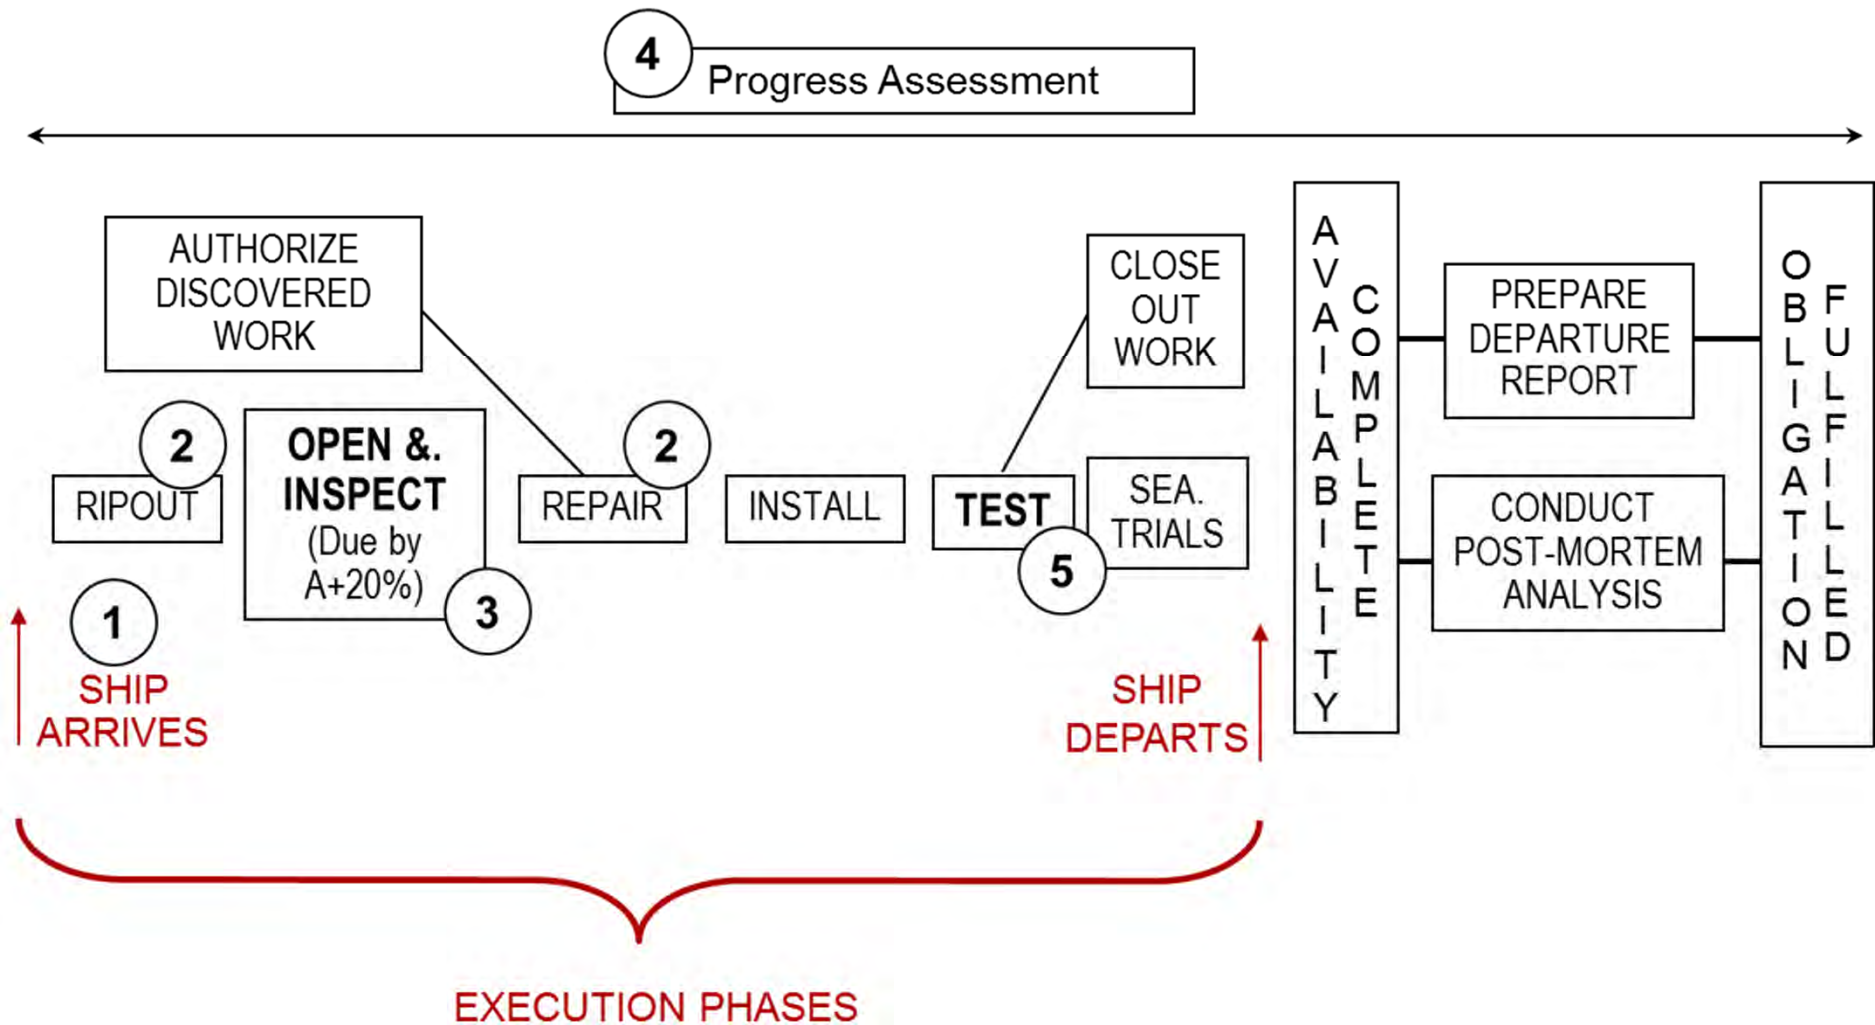 4
Progress Assessment
AUTHORIZE
DISCOVERED
WORK
2
RIPOUT
OPEN &.
INSPECT
(Due by
A+20%)
3
1
SHIP
ARRIVES
2
REPAIR
INSTALL
TEST
5
CLOSE
OUT
WORK
SEA.
TRIALS
SHIP
DEPARTS
AVAILABILITY
COMPLETE
PREPARE
DEPARTURE
REPORT
CONDUCT
POST-MORTEM
ANALYSIS
OBLIGATION
FULFILLED
EXECUTION PHASES